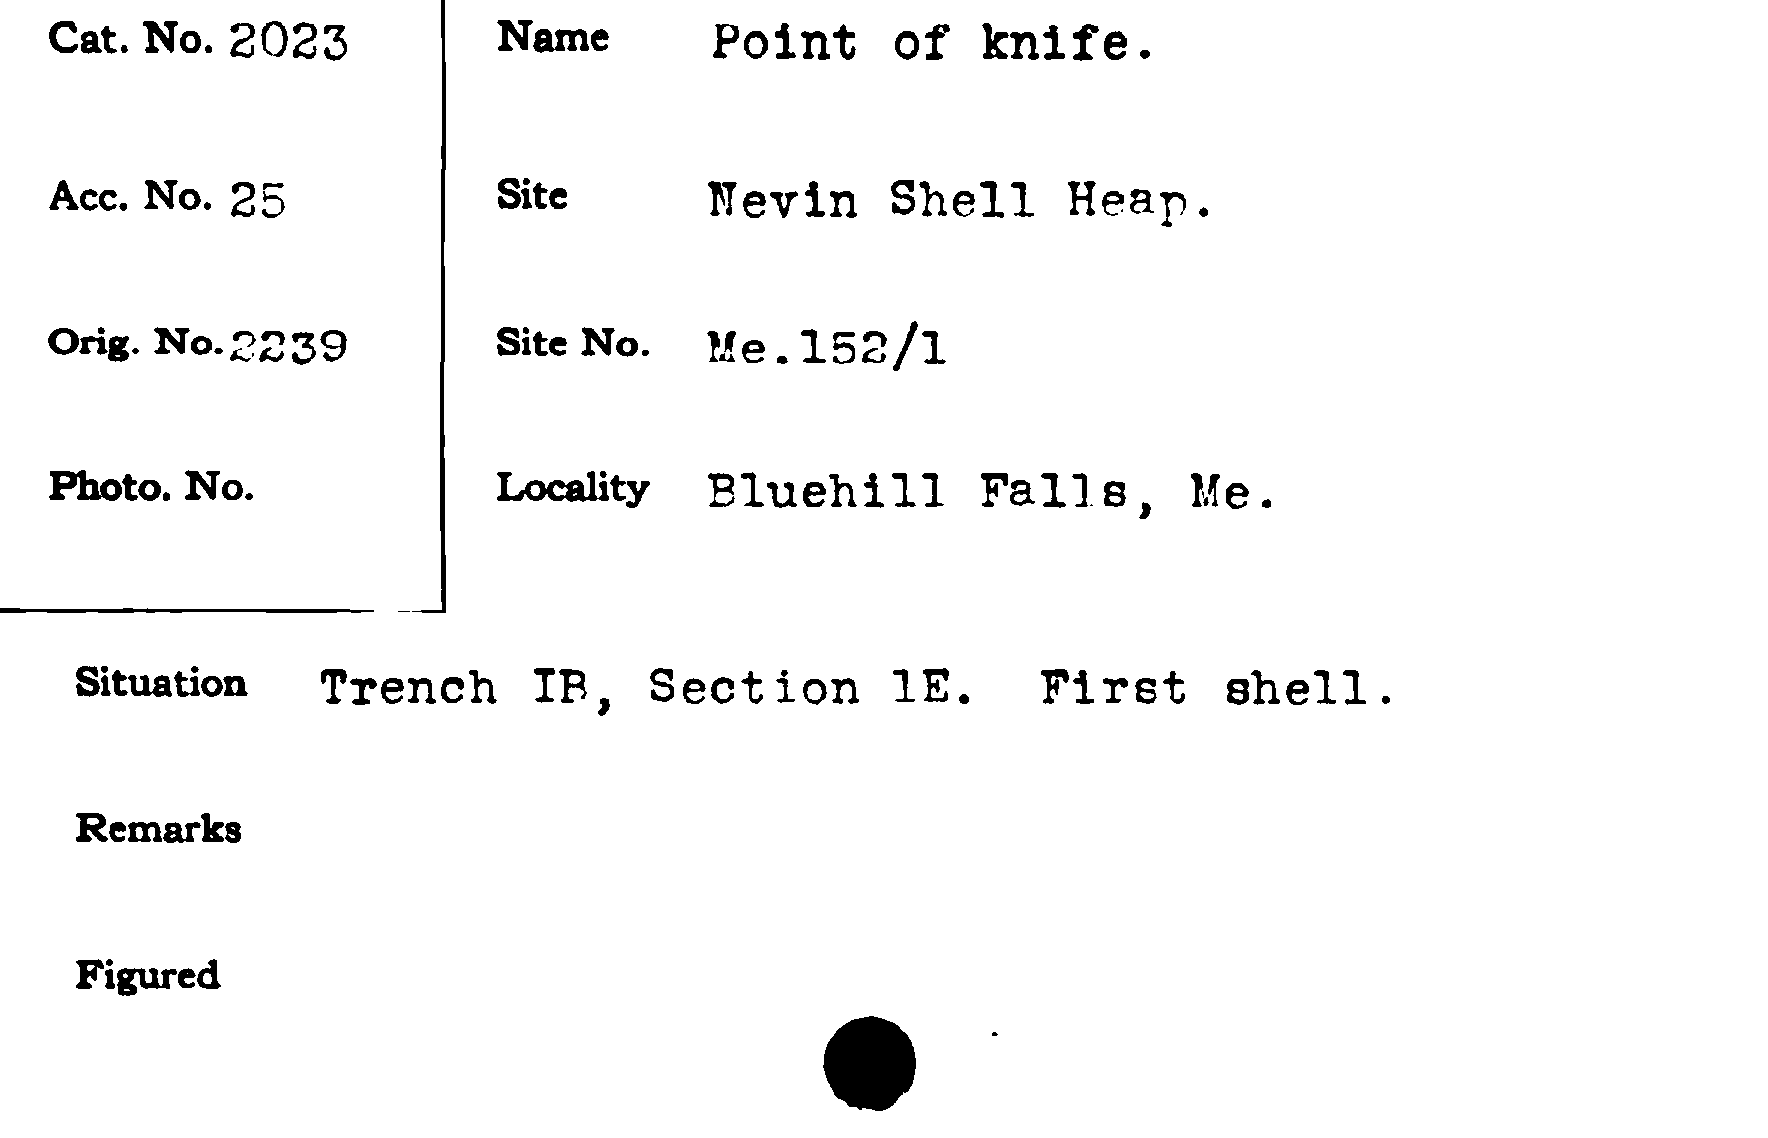 Cat. No. 2023
Name Point of knife.
Acc. No. 25
Site Nevin Shell Heap.
Orig. No. 2239
Site No. Me.152/1
Photo. No.
Locality Bluehill Falls, Me.
Situation Trench IB, Section 1E. First shell.
Remarks
Figured